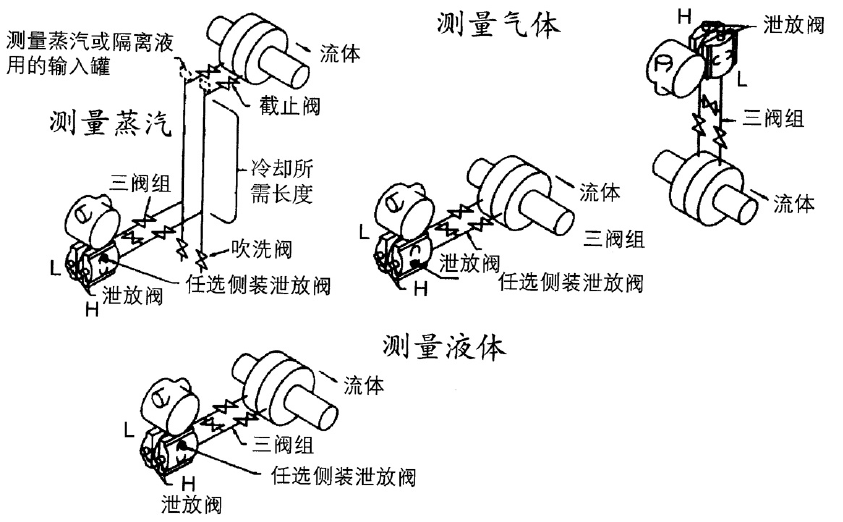 测量蒸汽或隔离液
用的输入罐
流体
截止阀
测量蒸汽
冷却所
需长度
三阀组
吹洗阀
L
泄放阀
任选侧装泄放阀
H
测量气体
H
泄放阀
L
三阀组
流体
流体
三阀组
L
泄放阀
任选侧装泄放阀
H
测量液体
流体
L
三阀组
任选侧装泄放阀
H
泄放阀